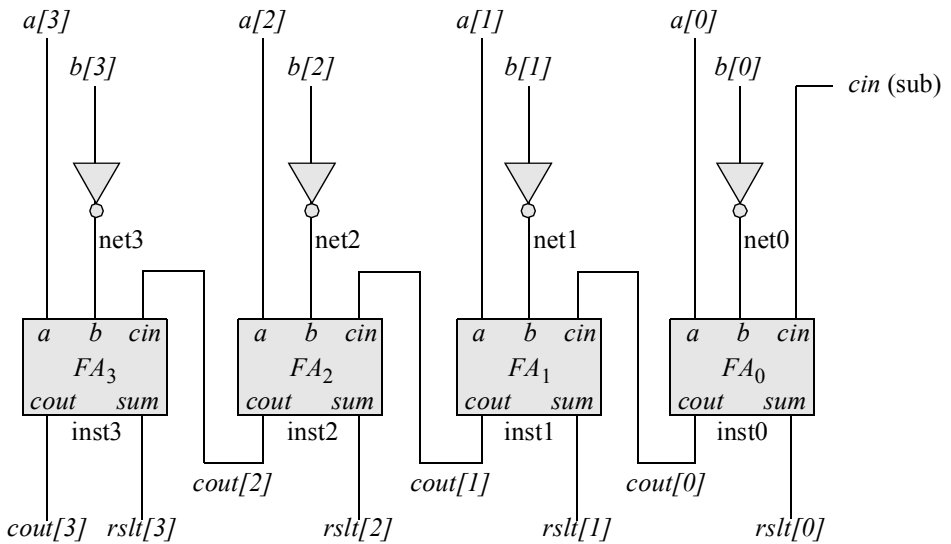 a[3] a[2] a[1] a[0]
b[3] b[2] b[1] b[0] cin (sub)
net3 net2 net1 net0
a b cin a b cin a b cin a b cin
FA3 FA2 FA1 FA0
cout sum cout sum cout sum cout sum
inst3 inst2 inst1 inst0
cout[2] cout[1] cout[0]
cout[3] rslt[3] rslt[2] rslt[1] rslt[0]